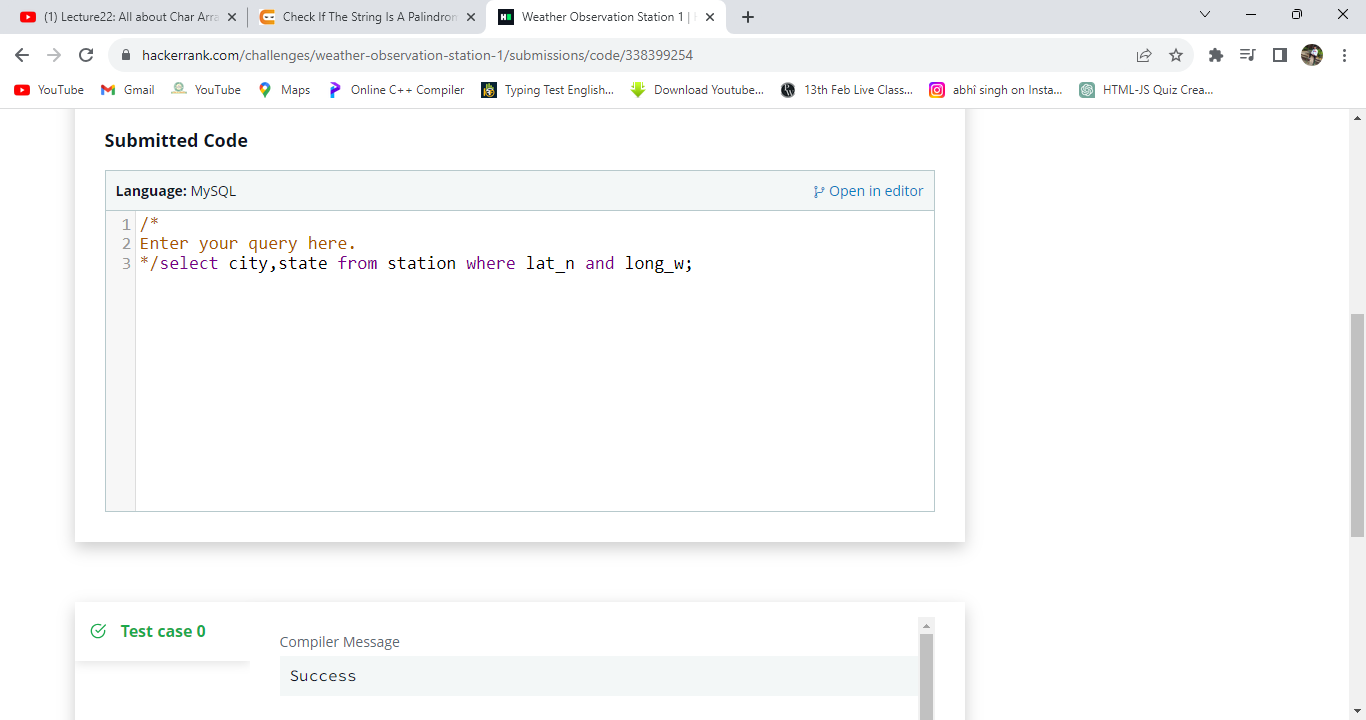 (1) Lecture22: All about Char Arra
Check If The String Is A Palindron
Weather Observation Station 1 |
hackerrank.com/challenges/weather-observation-station-1/submissions/code/338399254
YouTube Gmail YouTube Maps Online C++ Compiler Typing Test English... Download Youtube... 13th Feb Live Class... abhî singh on Insta... HTML-JS Quiz Crea...
Submitted Code
Language: MySQL Open in editor
1 /*
2 Enter your query here.
3 */select city,state from station where lat_n and long_w;
Test case 0
Compiler Message
Success